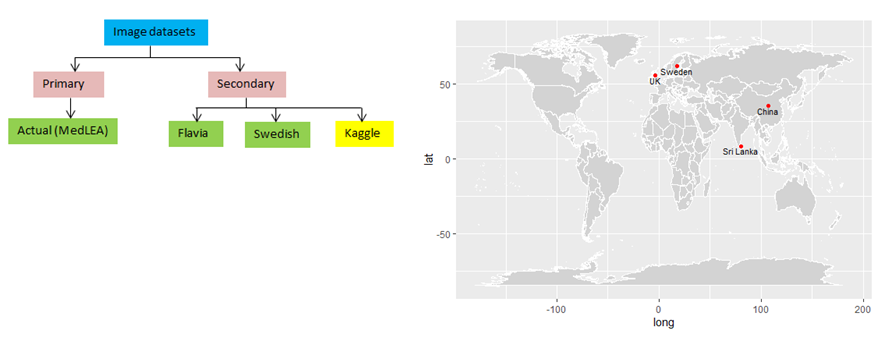 Image datasets
Primary
Secondary
Actual (MedLEA)
Flavia
Swedish
Kaggle
lat
50
0
-50
Sweden
UK
China
Sri Lanka
-100
0
100
200
long